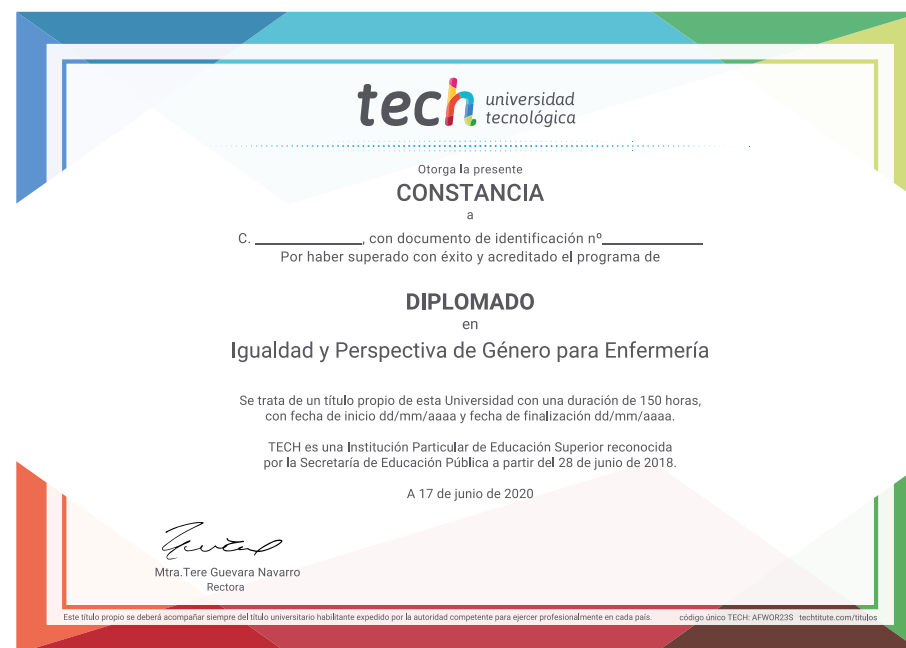 tech universidad
tecnológica
Otorga la presente
CONSTANCIA
a
C. ____________, con documento de identificación nº____________
Por haber superado con éxito y acreditado el programa de
DIPLOMADO
en
Igualdad y Perspectiva de Género para Enfermería
Se trata de un título propio de esta Universidad con una duración de 150 horas,
con fecha de inicio dd/mm/aaaa y fecha de finalización dd/mm/aaaa.
TECH es una Institución Particular de Educación Superior reconocida
por la Secretaría de Educación Pública a partir del 28 de junio de 2018.
A 17 de junio de 2020
Mtra.Tere Guevara Navarro
Rectora
Este título propio se deberá acompañar siempre del título universitario habilitante expedido por la autoridad competente para ejercer profesionalmente en cada país. código único TECH: AFWOR23S techtitute.com/titulos